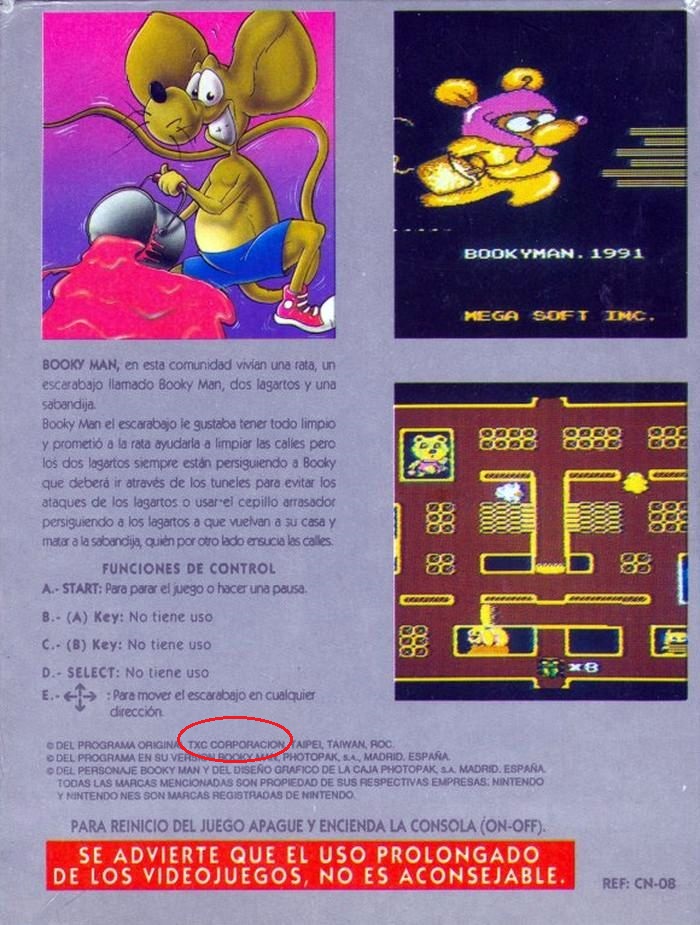 BOOKYMAN.1991
MEGA SOFT INC.
BOOKY MAN, en esta comunidad vivían una rata, un
escarabajo llamado Booky Man, dos lagartos y una
sabandija.
Booky Man el escarabajo le gustaba tener todo limpio
y prometió a la rata ayudarla a limpiar las calles pero
los dos lagartos siempre están persiguiendo a Booky
que deberá ir através de los tuneles para evitar los
ataques de los lagartos o usar el cepillo arrasador
persiguiendo a los lagartos a que vuelvan a su casa y
matar a la sabandija, quién por otro lado ensucia las calles.
FUNCIONES DE CONTROL
A.- START: Para parar el juego o hacer una pausa.
B.- (A) Key: No tiene uso
C.- (B) Key: No tiene uso
D.- SELECT: No tiene uso
E.- : Para mover el escarabajo en cualquier
dirección.
x8
© DEL PROGRAMA ORIGINAL TXC CORPORACION, TAIPEI, TAIWAN, ROC.
© DEL PROGRAMA EN SU VERSION BOOKY MAN, PHOTOPAK, s.A., MADRID. ESPAÑA.
© DEL PERSONAJE BOOKY MAN Y DEL DISEÑO GRAFICO DE LA CAJA PHOTOPAK, s.A. MADRID. ESPAÑA.
TODAS LAS MARCAS MENCIONADAS SON PROPIEDAD DE SUS RESPECTIVAS EMPRESAS. NINTENDO
Y NINTENDO NES SON MARCAS REGISTRADAS DE NINTENDO.
PARA REINICIO DEL JUEGO APAGUE Y ENCIENDA LA CONSOLA (ON-OFF).
SE ADVIERTE QUE EL USO PROLONGADO
DE LOS VIDEOJUEGOS, NO ES ACONSEJABLE.
REF: CN-08